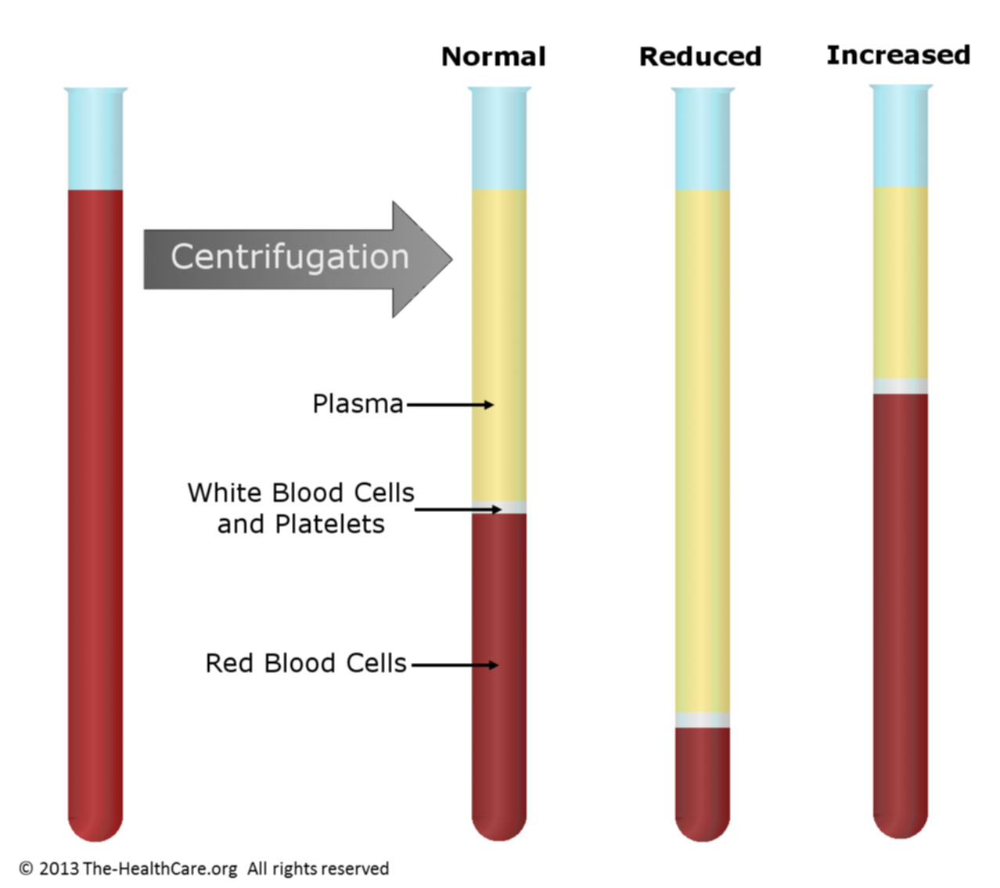 Normal
Reduced
Increased
Centrifugation
Plasma
White Blood Cells
and Platelets
Red Blood Cells
© 2013 The-HealthCare.org  All rights reserved